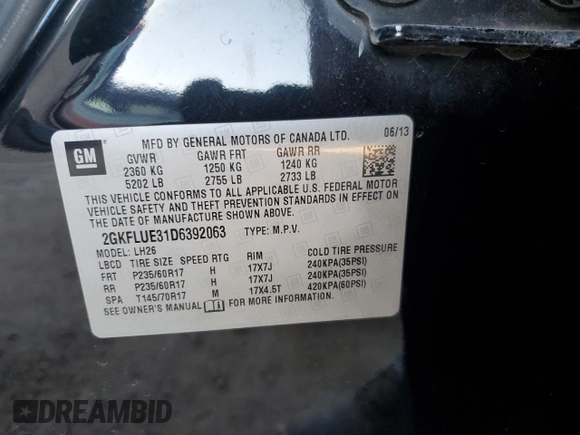 GM
MFD BY GENERAL MOTORS OF CANADA LTD. 06/13
GVWR GAWR FRT GAWR RR
2360 KG 1250 KG 1240 KG
5202 LB 2755 LB 2733 LB
THIS VEHICLE CONFORMS TO ALL APPLICABLE U.S. FEDERAL MOTOR
VEHICLE SAFETY AND THEFT PREVENTION STANDARDS IN EFFECT ON
THE DATE OF MANUFACTURE SHOWN ABOVE.
2GKFLUE31D6392063 TYPE: M.P.V.
MODEL: LH26
LBCD TIRE SIZE SPEED RTG RIM COLD TIRE PRESSURE
FRT P235/60R17 H 17X7J 240KPA(35PSI)
RR P235/60R17 H 17X7J 240KPA(35PSI)
SPA T145/70R17 M 17X4.5T 420KPA(60PSI)
SEE OWNER'S MANUAL FOR MORE INFORMATION.
DREAMBID